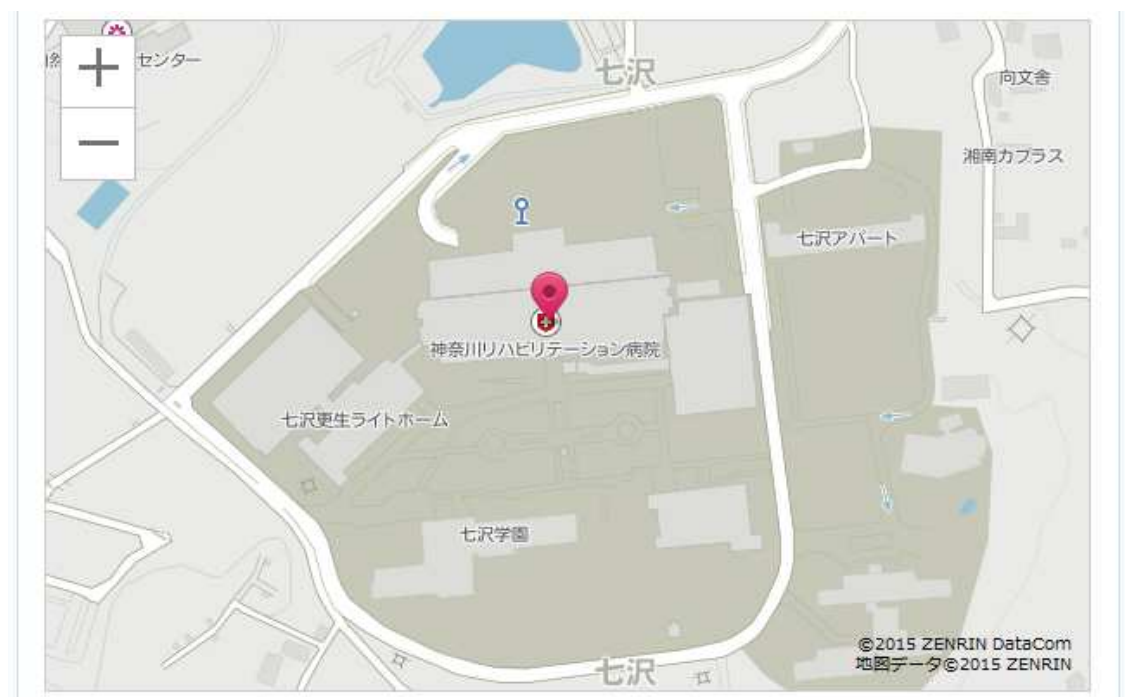 センター
+
−
七沢
向文舎
湘南カプラス
七沢アパート
神奈川リハビリテーション病院
七沢更生ライトホーム
七沢学園
七沢
©2015 ZENRIN DataCom
地図データ©2015 ZENRIN